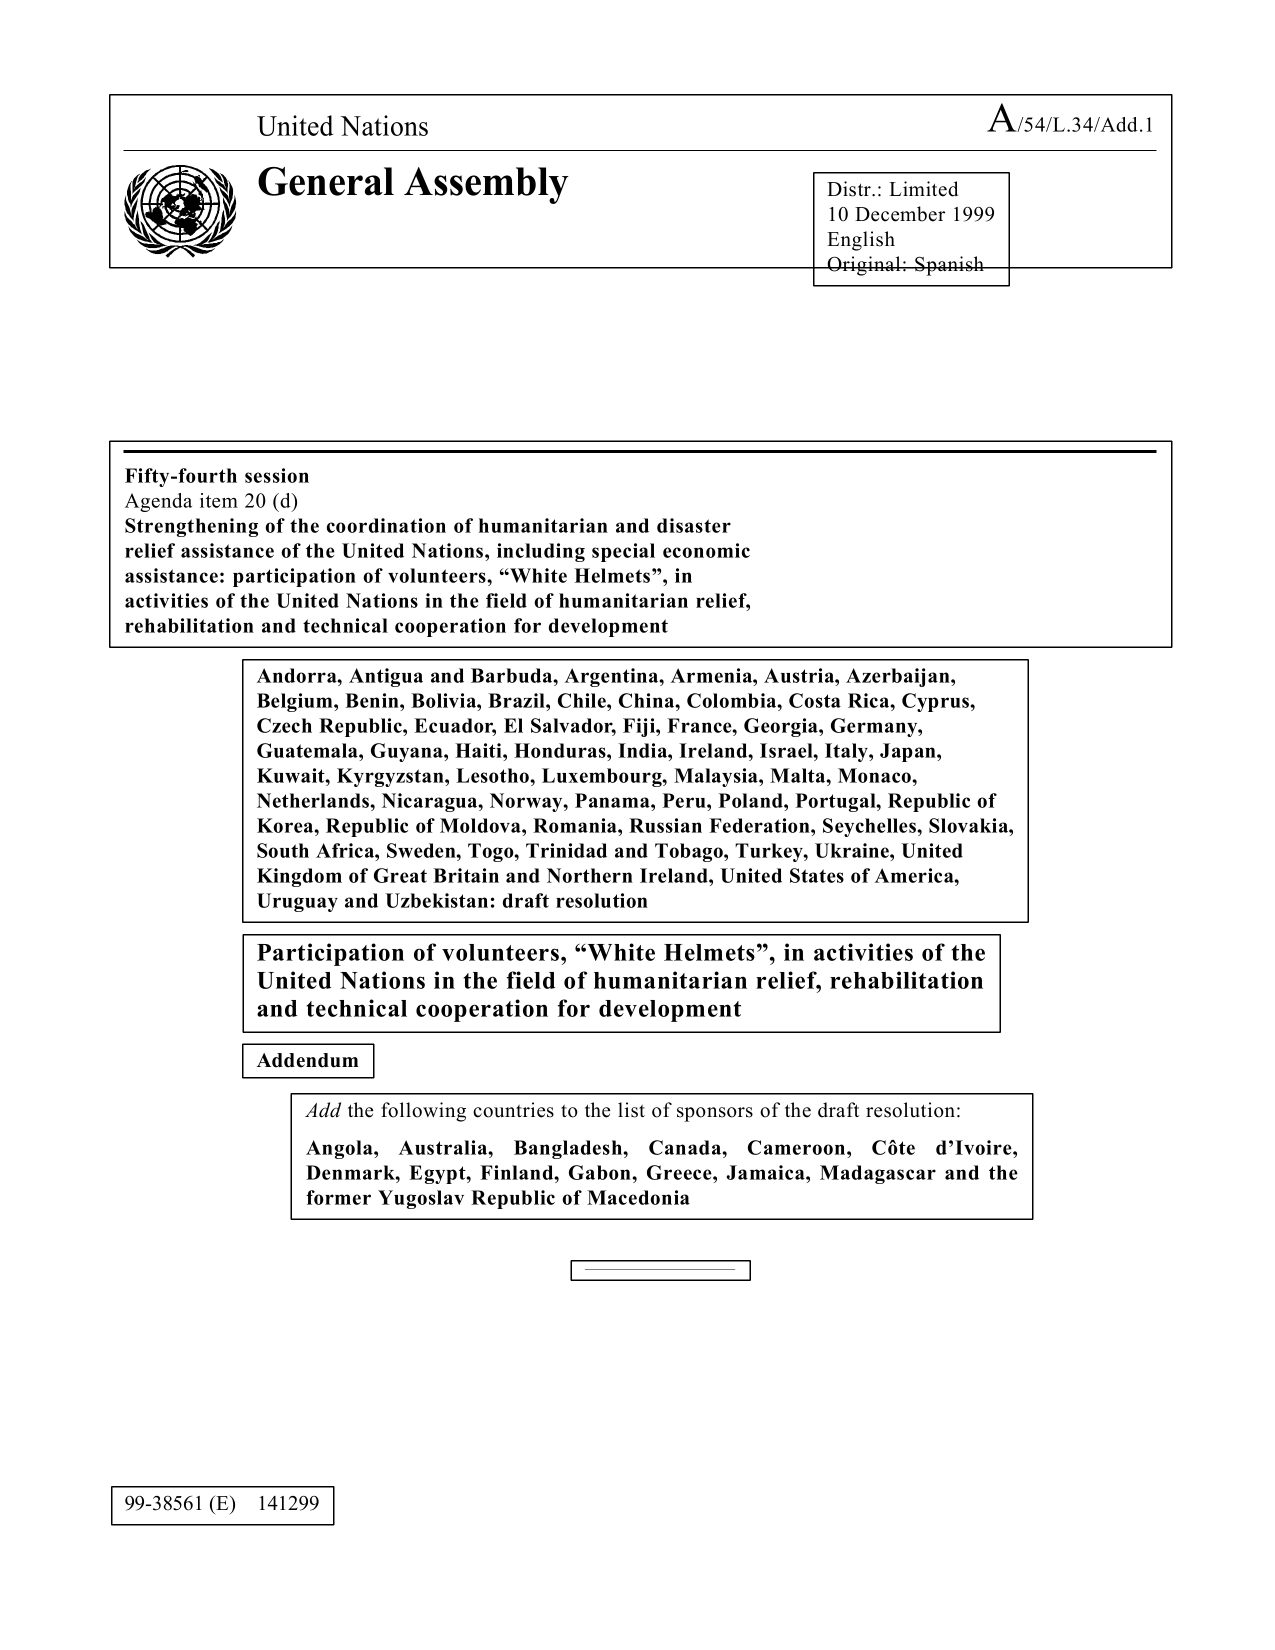 United Nations
A/54/L.34/Add.1
General Assembly
Distr.: Limited
10 December 1999
English
Original: Spanish
Fifty-fourth session
Agenda item 20 (d)
Strengthening of the coordination of humanitarian and disaster
relief assistance of the United Nations, including special economic
assistance: participation of volunteers, “White Helmets”, in
activities of the United Nations in the field of humanitarian relief,
rehabilitation and technical cooperation for development
Andorra, Antigua and Barbuda, Argentina, Armenia, Austria, Azerbaijan,
Belgium, Benin, Bolivia, Brazil, Chile, China, Colombia, Costa Rica, Cyprus,
Czech Republic, Ecuador, El Salvador, Fiji, France, Georgia, Germany,
Guatemala, Guyana, Haiti, Honduras, India, Ireland, Israel, Italy, Japan,
Kuwait, Kyrgyzstan, Lesotho, Luxembourg, Malaysia, Malta, Monaco,
Netherlands, Nicaragua, Norway, Panama, Peru, Poland, Portugal, Republic of
Korea, Republic of Moldova, Romania, Russian Federation, Seychelles, Slovakia,
South Africa, Sweden, Togo, Trinidad and Tobago, Turkey, Ukraine, United
Kingdom of Great Britain and Northern Ireland, United States of America,
Uruguay and Uzbekistan: draft resolution
Participation of volunteers, “White Helmets”, in activities of the
United Nations in the field of humanitarian relief, rehabilitation
and technical cooperation for development
Addendum
Add the following countries to the list of sponsors of the draft resolution:
Angola, Australia, Bangladesh, Canada, Cameroon, Côte d’Ivoire,
Denmark, Egypt, Finland, Gabon, Greece, Jamaica, Madagascar and the
former Yugoslav Republic of Macedonia
99-38561 (E) 141299